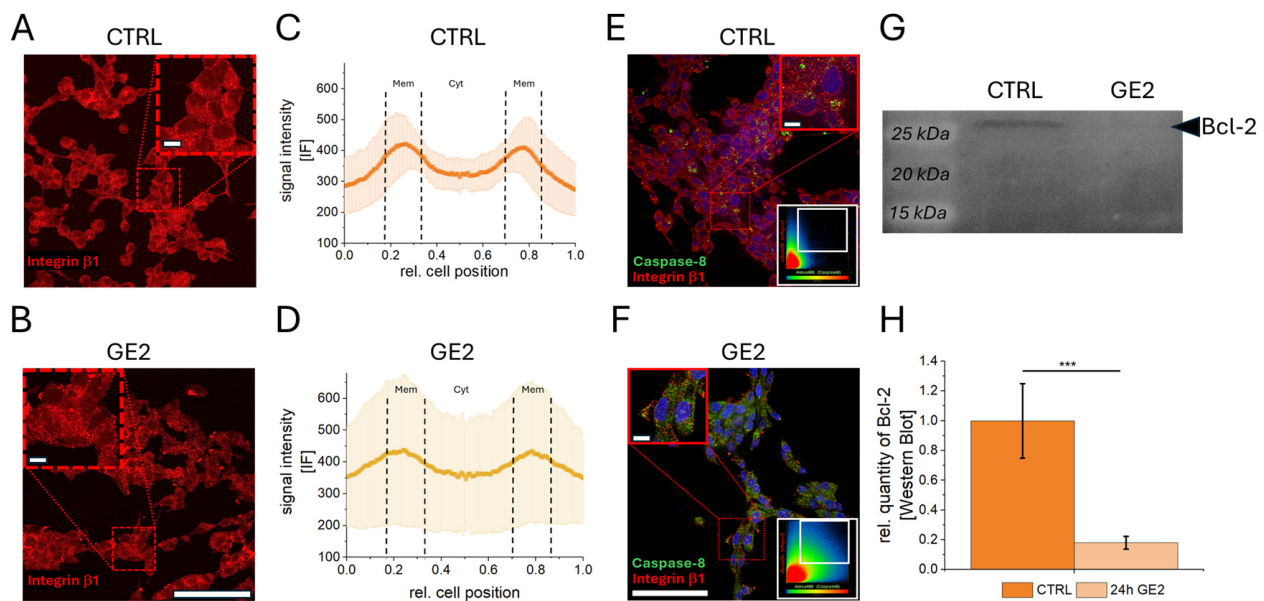 A
CTRL
Integrin β1
B
GE2
Integrin β1
C
CTRL
signal intensity
[IF]
600
500
400
300
200
100
Mem
Cyt
Mem
0.0 0.2 0.4 0.6 0.8 1.0
rel. cell position
D
GE2
signal intensity
[IF]
600
500
400
300
200
100
Mem
Cyt
Mem
0.0 0.2 0.4 0.6 0.8 1.0
rel. cell position
E
CTRL
Caspase-8
Integrin β1
F
GE2
Caspase-8
Integrin β1
G
CTRL GE2
25 kDa
Bcl-2
20 kDa
15 kDa
H
rel. quantity of Bcl-2
[Western Blot]
1.4
1.2
1.0
0.8
0.6
0.4
0.2
0.0
***
CTRL 24h GE2